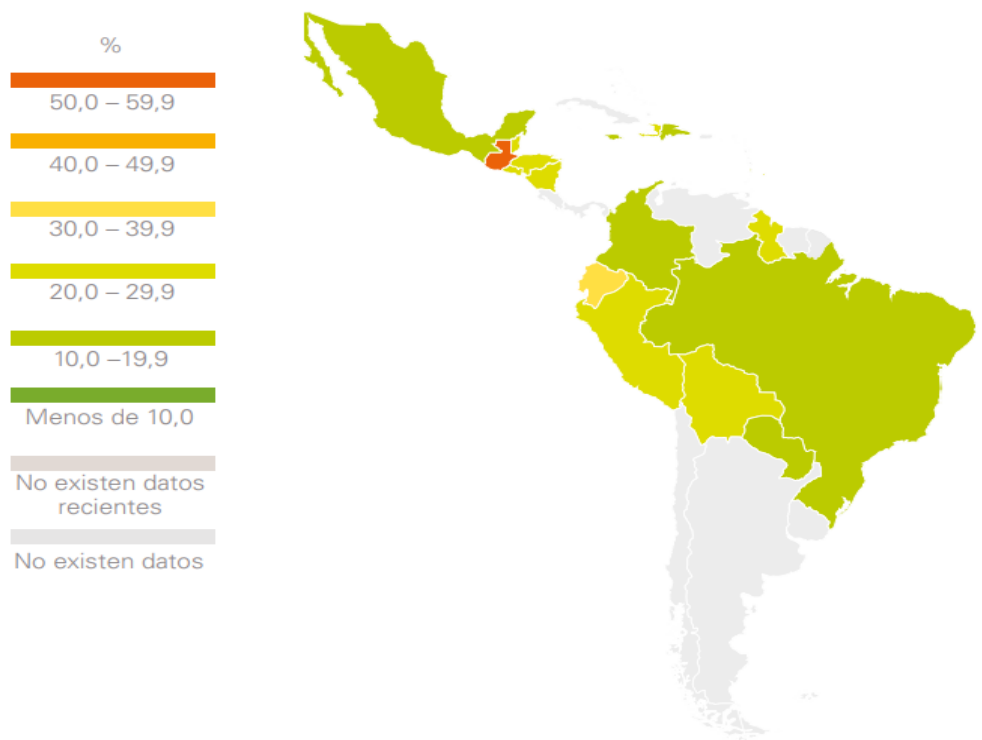 %
50,0 – 59,9
40,0 – 49,9
30,0 – 39,9
20,0 – 29,9
10,0 –19,9
Menos de 10,0
No existen datos
recientes
No existen datos